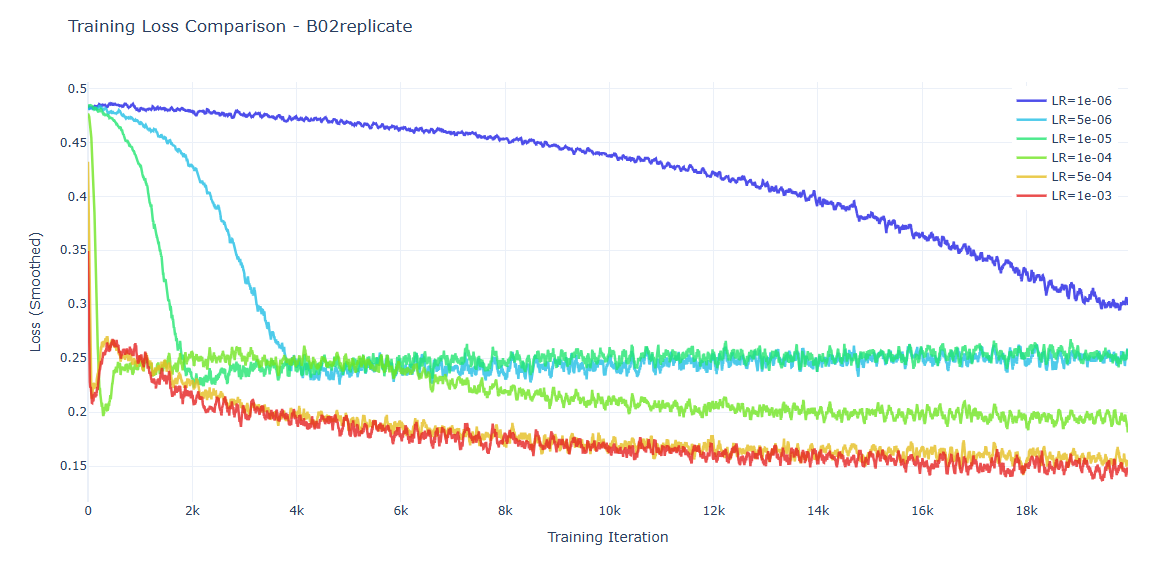 Training Loss Comparison - B02replicate
0.5
0.45
0.4
0.35
0.3
0.25
0.2
0.15
Loss (Smoothed)
0
2k
4k
6k
8k
10k
12k
14k
16k
18k
Training Iteration
LR=1e-06
LR=5e-06
LR=1e-05
LR=1e-04
LR=5e-04
LR=1e-03